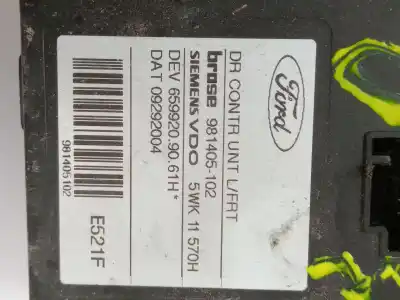 Ford
DR CONTR UNT L/FRT
brose 981405-102
SIEMENS VDO 5WK 11 570H
DEV 659920.90.61H*
DAT 09292004
981405102
E521F